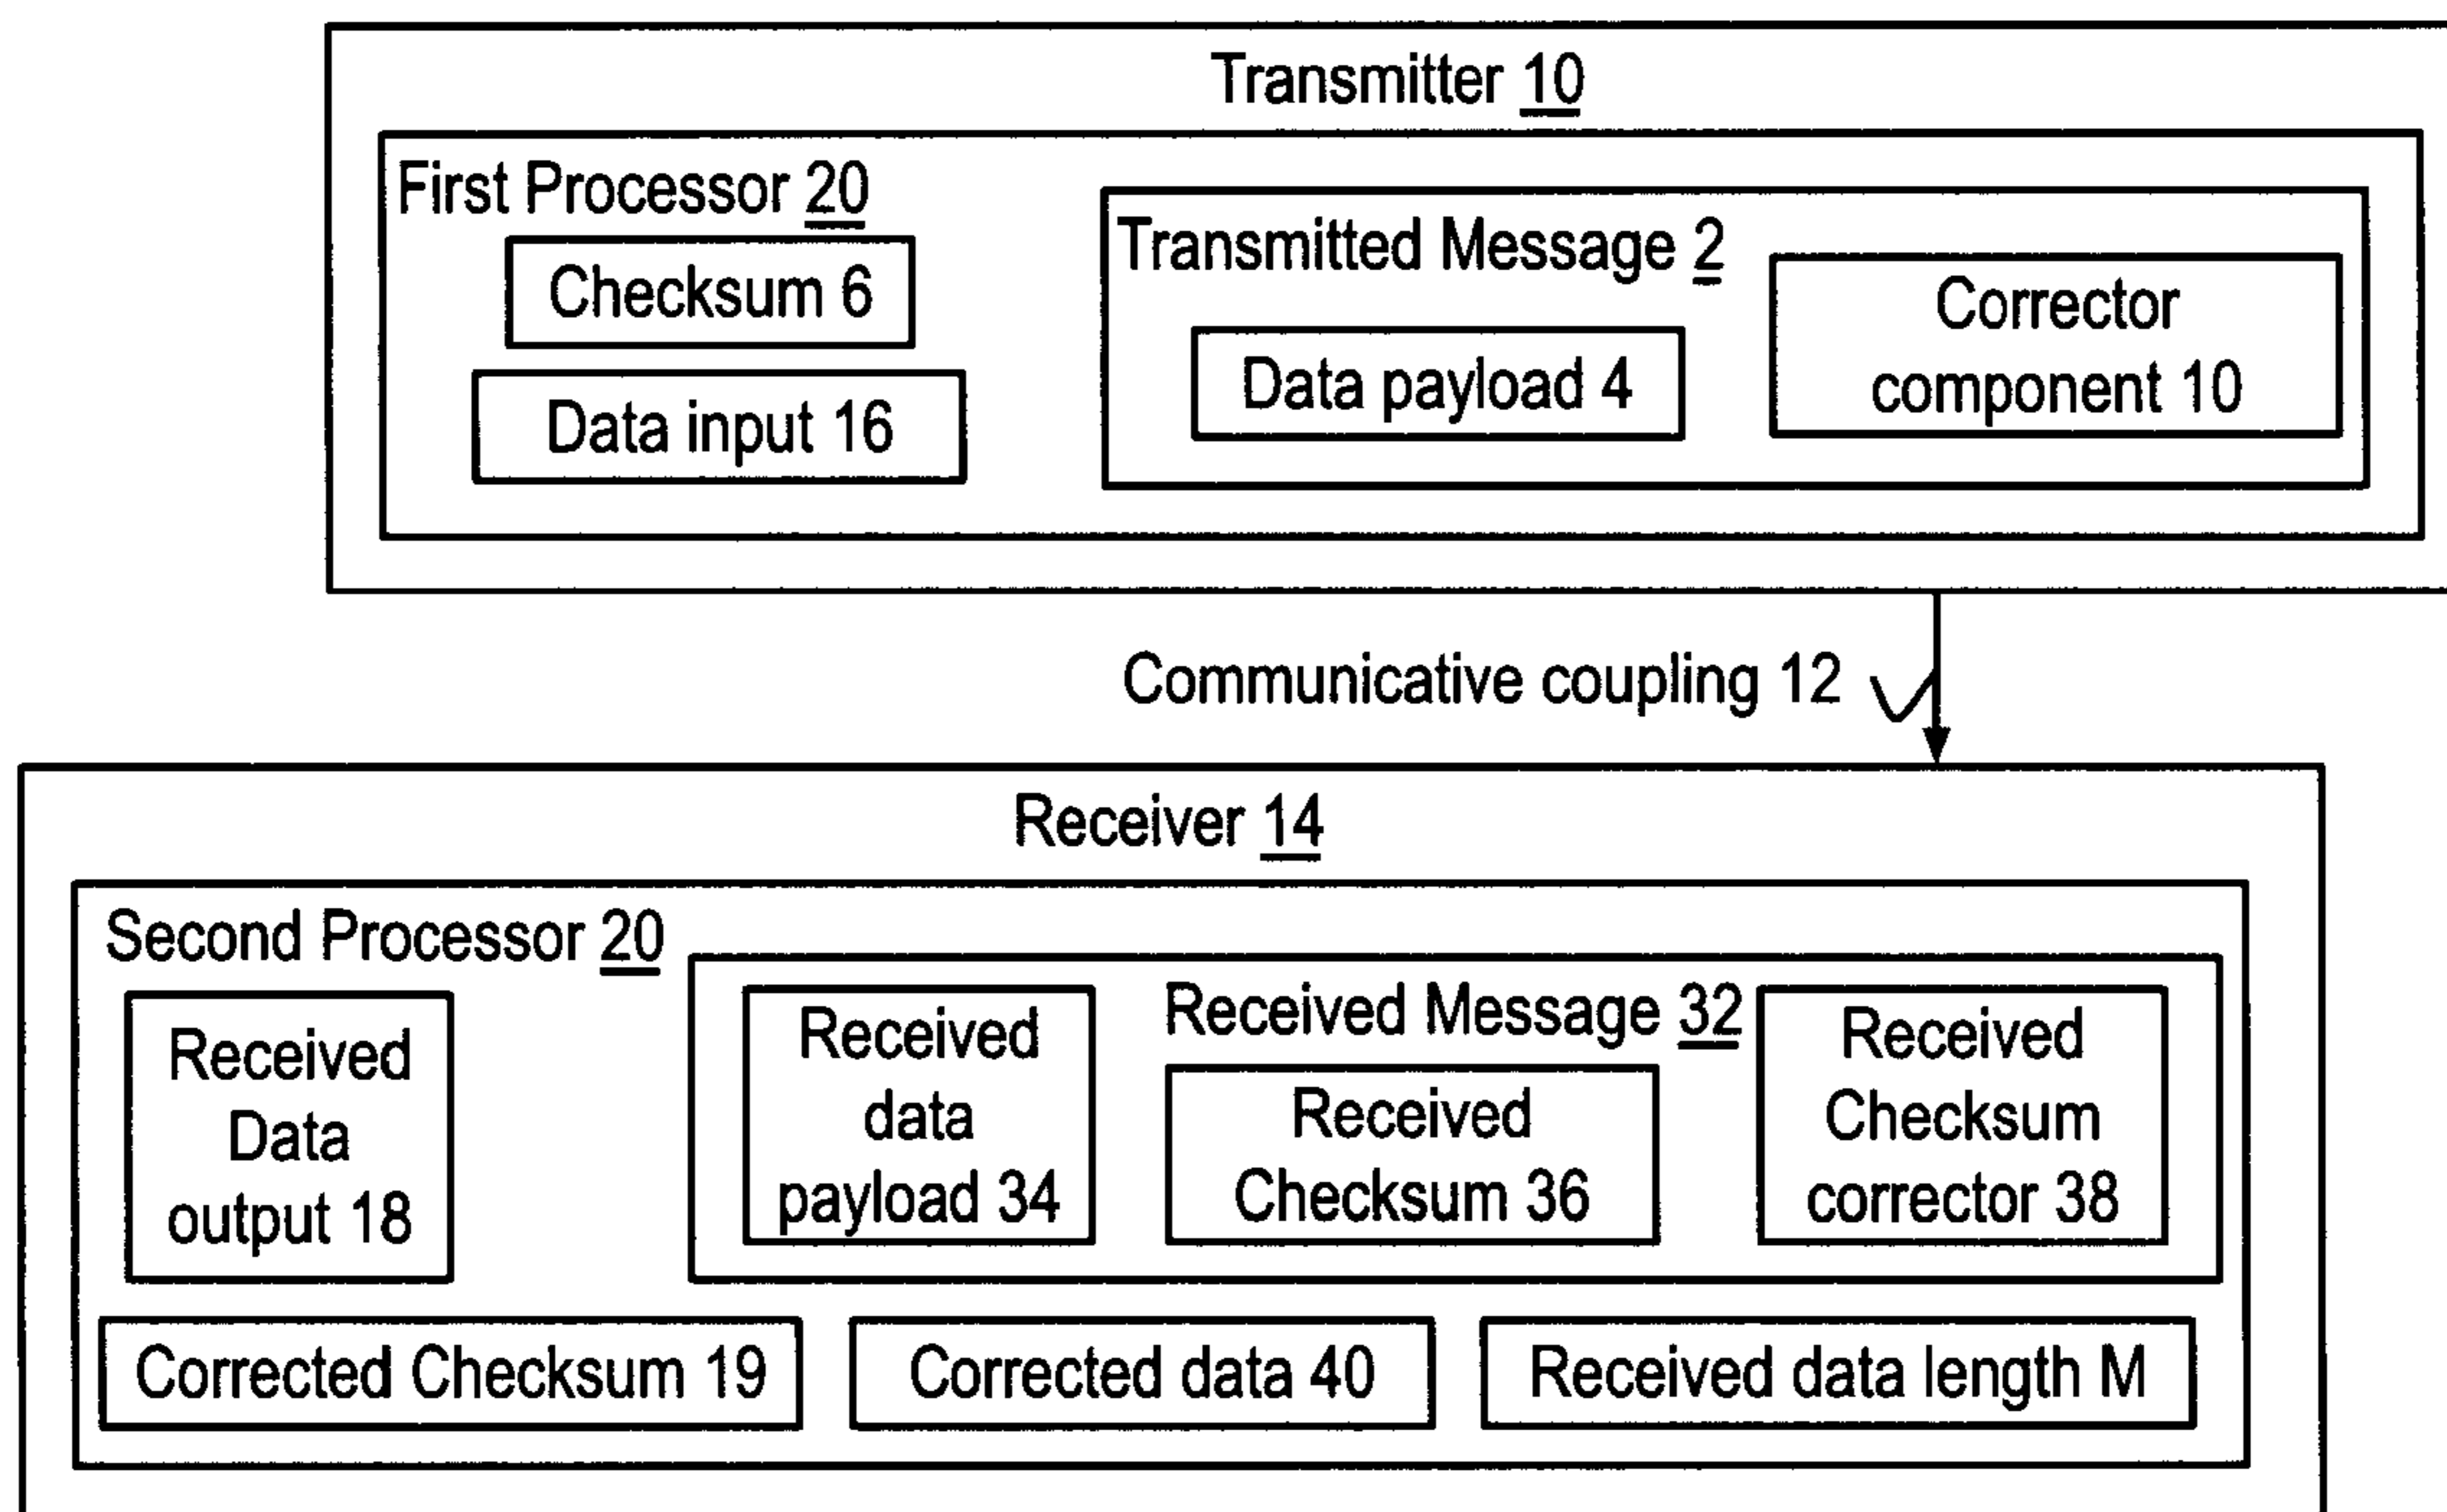 Transmitter 10
First Processor 20
Checksum 6
Data input 16
Transmitted Message 2
Data payload 4
Corrector
component 10
Communicative coupling 12
Receiver 14
Second Processor 20
Received
Data
output 18
Received
data
payload 34
Received Message 32
Received
Checksum 36
Received
Checksum
corrector 38
Corrected Checksum 19
Corrected data 40
Received data length M